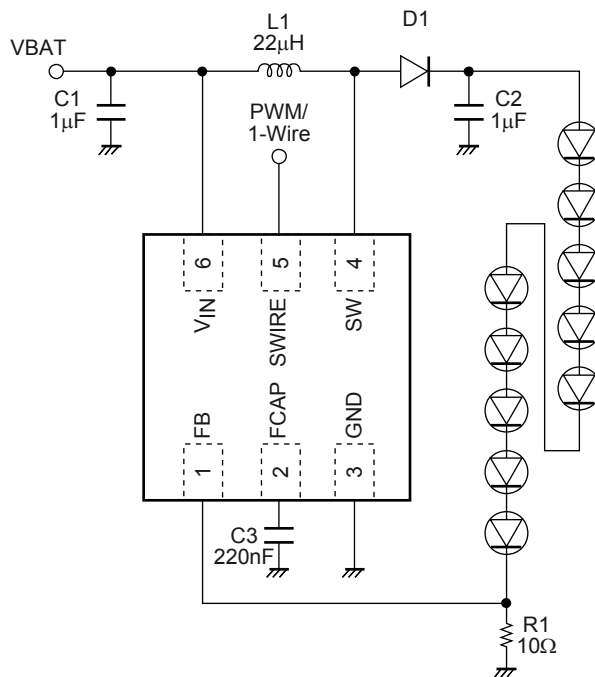 L1
22μH
D1
VBAT
C1
1μF
PWM/
1-Wire
C2
1μF
6
5
4
VIN
SWIRE
SW
FB
FCAP
GND
1
2
3
C3
220nF
R1
10Ω